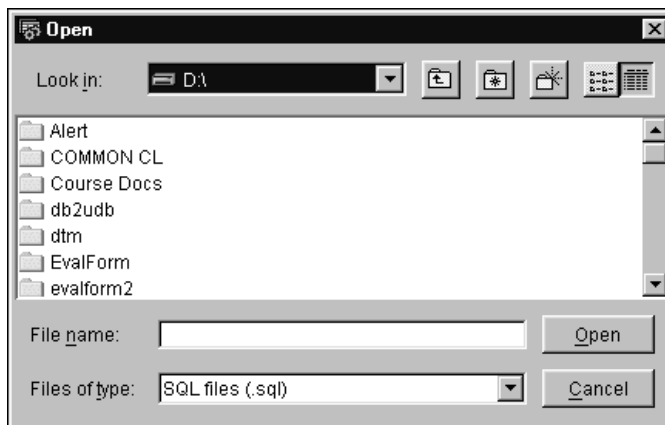 Open
Look in: D:\
Alert
COMMON CL
Course Docs
db2udb
dtm
EvalForm
evalform2
File name: Open
Files of type: SQL files (.sql) Cancel